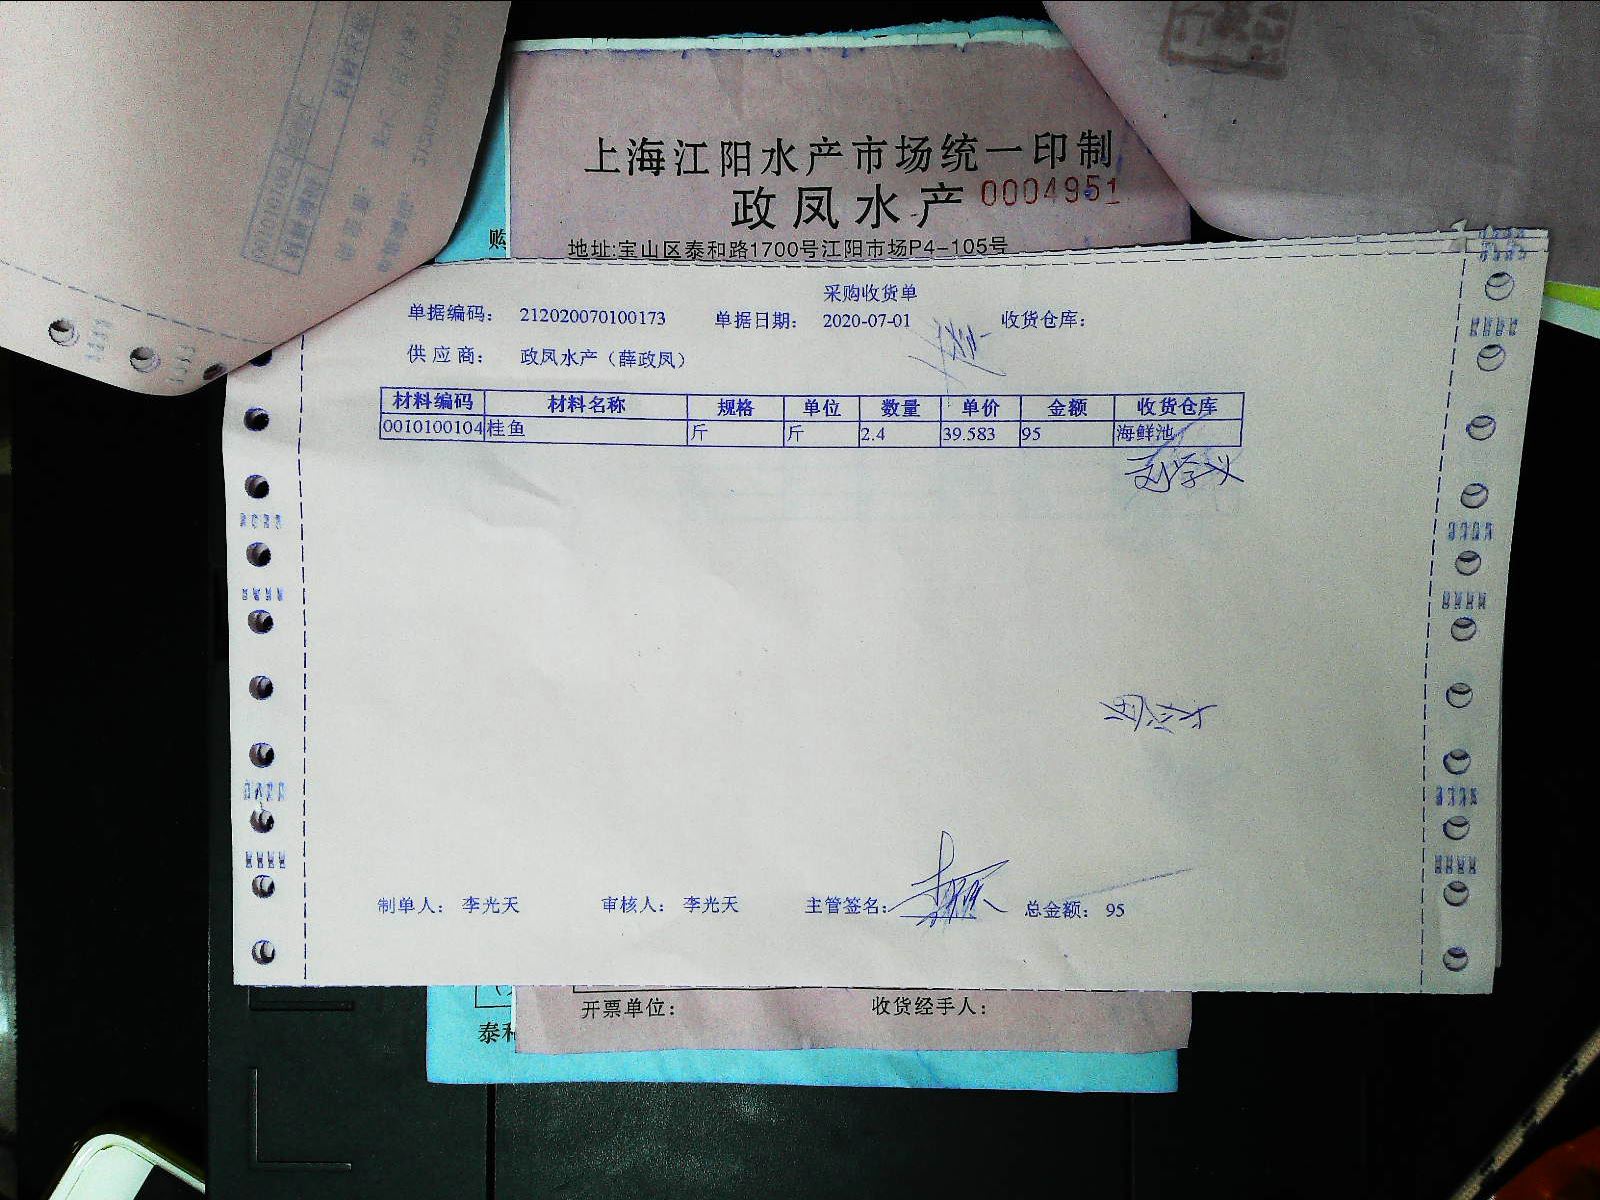 上海江阳水产市场统一印制
政凤水产 0004951
购
地址:宝山区泰和路1700号江阳市场P4-105号
采购收货单
单据编码: 212020070100173 单据日期: 2020-07-01 收货仓库:
供应商: 政凤水产（薛政凤）
材料编码 材料名称 规格 单位 数量 单价 金额 收货仓库
0010100104 桂鱼 斤 斤 2.4 39.583 95 海鲜池
制单人: 李光天 审核人: 李光天 主管签名: 总金额: 95
开票单位: 收货经手人:
泰和